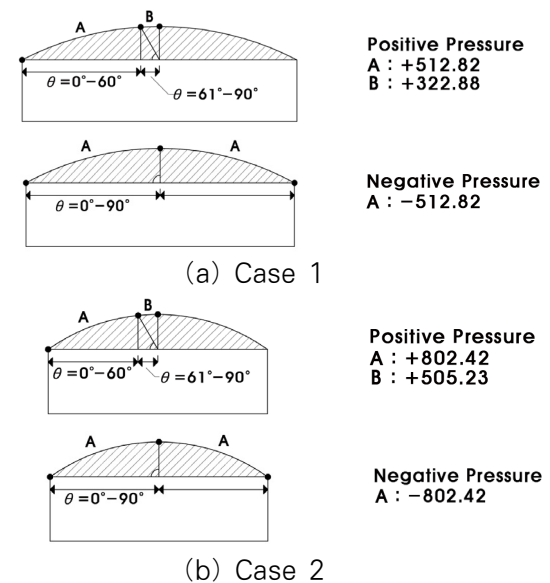 A
B
θ=0°–60°
θ=61°–90°
Positive Pressure
A : +512.82
B : +322.88
A
A
θ=0°–90°
Negative Pressure
A : −512.82
(a) Case 1
A
B
θ=0°–60°
θ=61°–90°
Positive Pressure
A : +802.42
B : +505.23
A
A
θ=0°–90°
Negative Pressure
A : −802.42
(b) Case 2